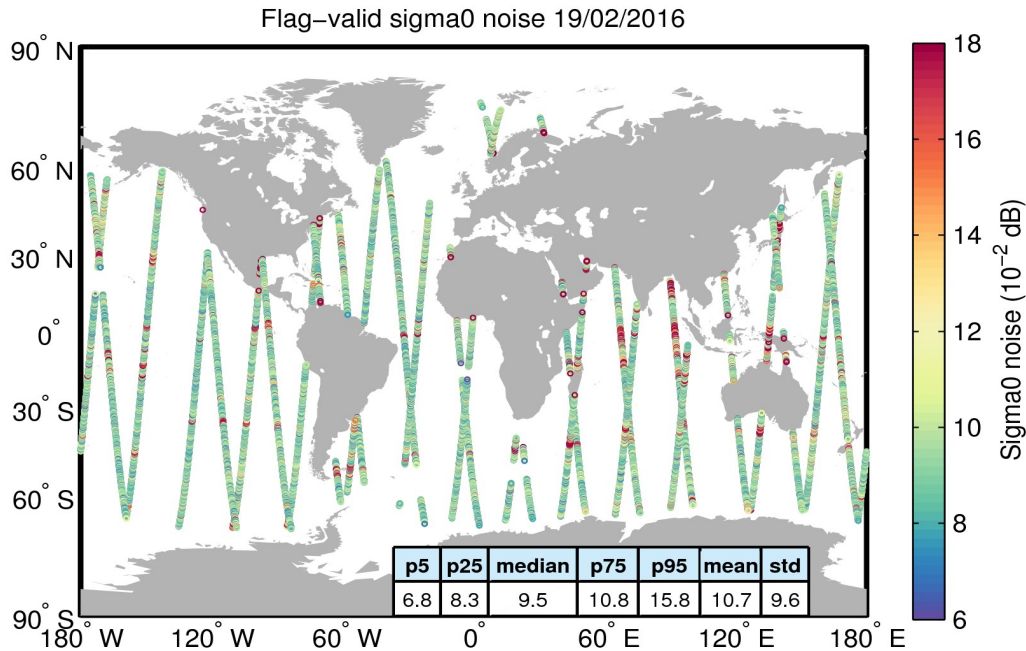 Flag−valid sigma0 noise 19/02/2016
90° N
60° N
30° N
0°
30° S
60° S
90° S
180° W
120° W
60° W
0°
60° E
120° E
180° E
p5 p25 median p75 p95 mean std
6.8 8.3 9.5 10.8 15.8 10.7 9.6
18
16
14
12
10
8
6
Sigma0 noise (10⁻² dB)